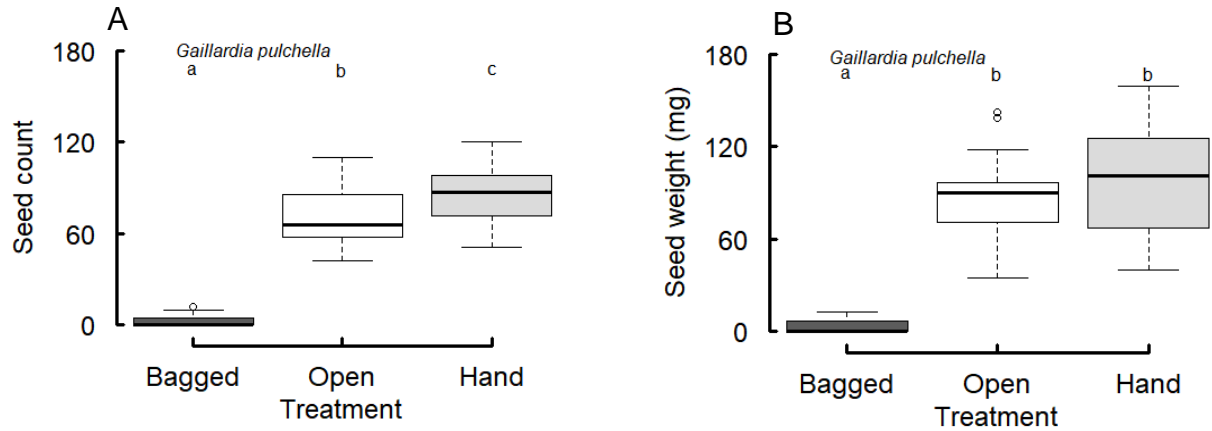 A
Gaillardia pulchella
a b c
180
120
60
0
Seed count
Bagged Open Hand
Treatment
B
Gaillardia pulchella
a b b
180
120
60
0
Seed weight (mg)
Bagged Open Hand
Treatment